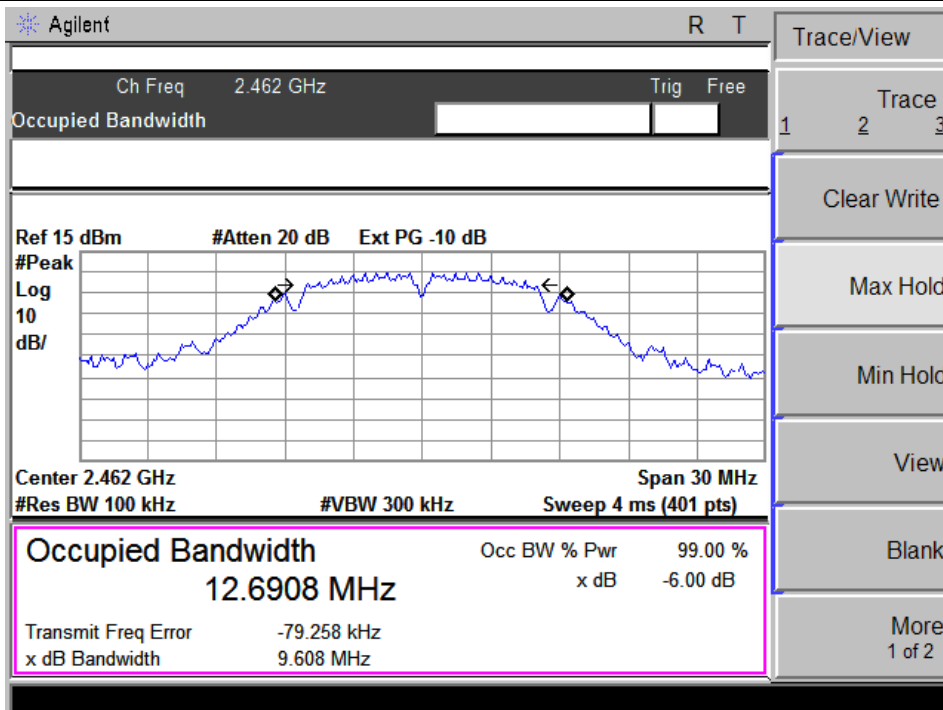 Agilent R T
Trace/View
Ch Freq 2.462 GHz Trig Free
Occupied Bandwidth
Trace
1 2 3
Clear Write
Max Hold
Min Hold
View
Blank
More
1 of 2
Ref 15 dBm #Atten 20 dB Ext PG -10 dB
#Peak
Log
10
dB/
Center 2.462 GHz Span 30 MHz
#Res BW 100 kHz #VBW 300 kHz Sweep 4 ms (401 pts)
Occupied Bandwidth Occ BW % Pwr 99.00 %
12.6908 MHz x dB -6.00 dB
Transmit Freq Error -79.258 kHz
x dB Bandwidth 9.608 MHz